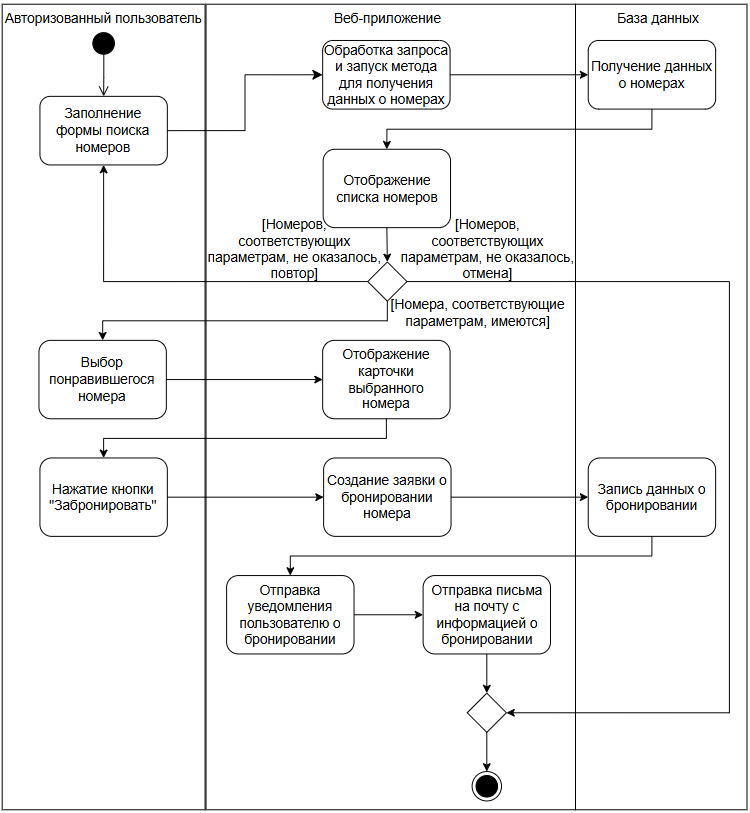 Авторизованный пользователь
Веб-приложение
База данных
Обработка запроса
и запуск метода
для получения
данных о номерах
Получение данных
о номерах
Заполнение
формы поиска
номеров
Отображение
списка номеров
[Номеров,
соответствующих
параметрам, не оказалось,
повтор]
[Номеров,
соответствующих
параметрам, не оказалось,
отмена]
[Номера, соответствующие
параметрам, имеются]
Выбор
понравившегося
номера
Отображение
карточки
выбранного
номера
Нажатие кнопки
"Забронировать"
Создание заявки о
бронировании
номера
Запись данных о
бронировании
Отправка
уведомления
пользователю о
бронировании
Отправка письма
на почту с
информацией о
бронировании